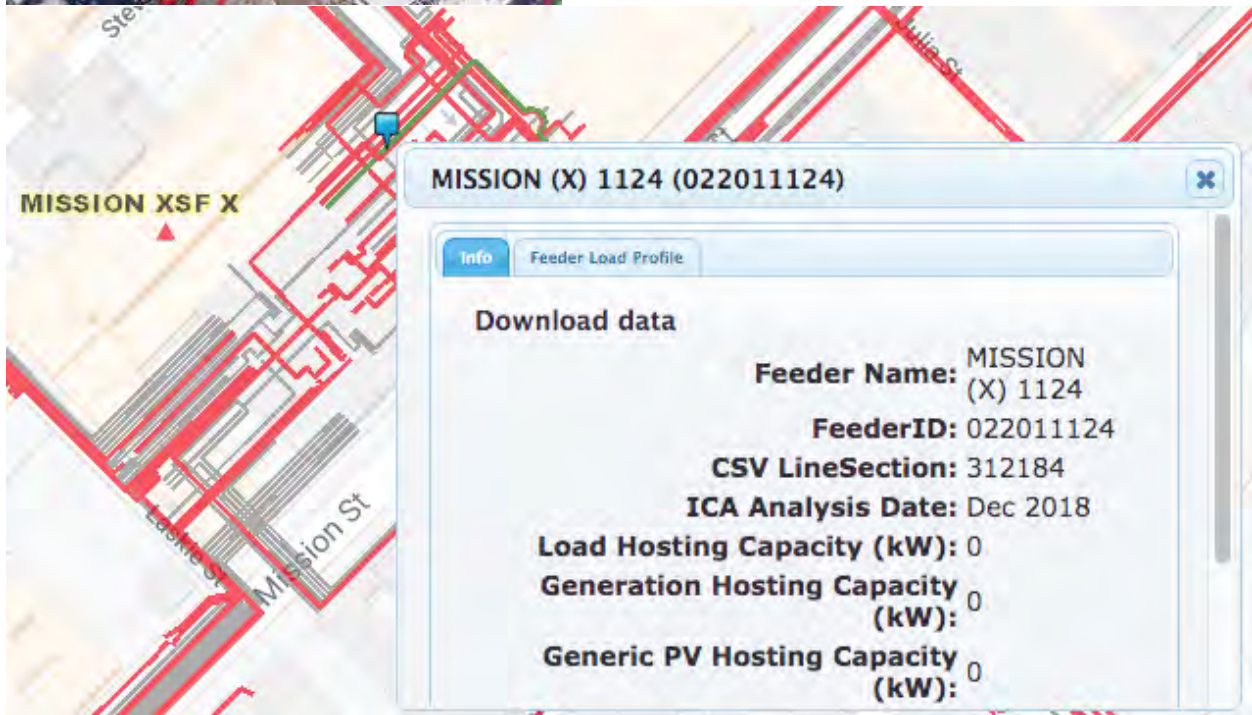 Julia St
MISSION (X) 1124 (022011124)
MISSION XSF X
Info
Feeder Load Profile
Download data
Feeder Name: MISSION
(X) 1124
FeederID: 022011124
CSV LineSection: 312184
ICA Analysis Date: Dec 2018
Load Hosting Capacity (kW): 0
Generation Hosting Capacity
(kW): 0
Generic PV Hosting Capacity
(kW): 0
Laskie St
Mission St